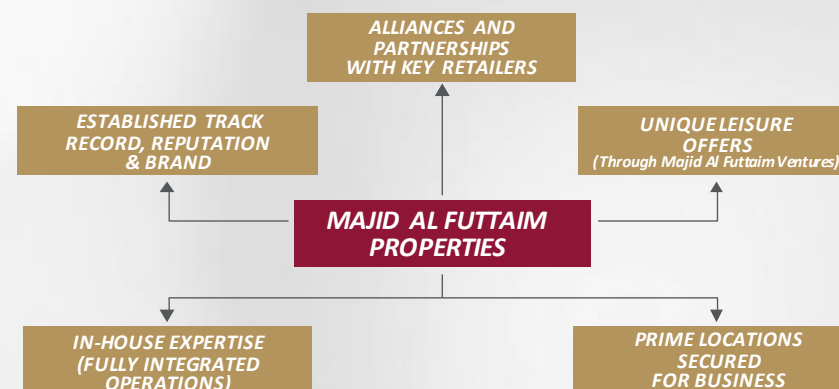 ALLIANCES AND
PARTNERSHIPS
WITH KEY RETAILERS
ESTABLISHED TRACK
RECORD, REPUTATION
& BRAND
UNIQUE LEISURE
OFFERS
(Through Majid Al Futtaim Ventures)
MAJID AL FUTTAIM
PROPERTIES
IN-HOUSE EXPERTISE
(FULLY INTEGRATED
OPERATIONS)
PRIME LOCATIONS
SECURED
FOR BUSINESS